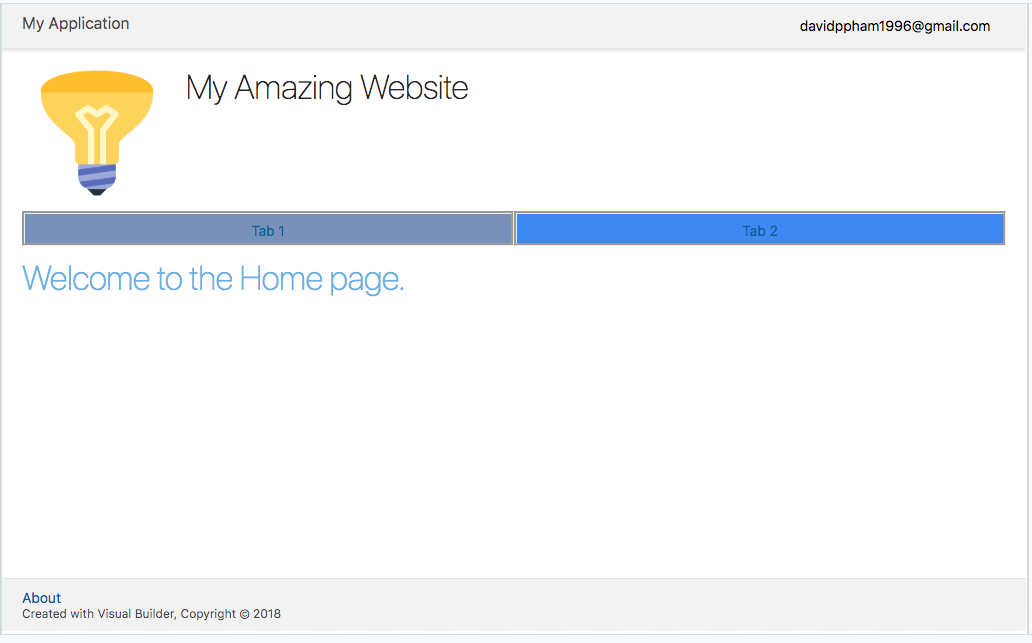 My Application
davidppham1996@gmail.com
My Amazing Website
Tab 1
Tab 2
Welcome to the Home page.
About
Created with Visual Builder, Copyright © 2018